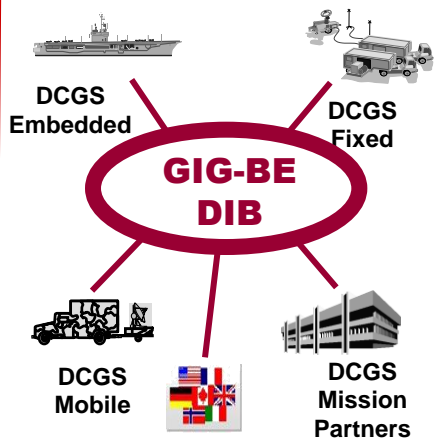 DCGS
Embedded
DCGS
Fixed
GIG-BE
DIB
DCGS
Mobile
DCGS
Mission
Partners